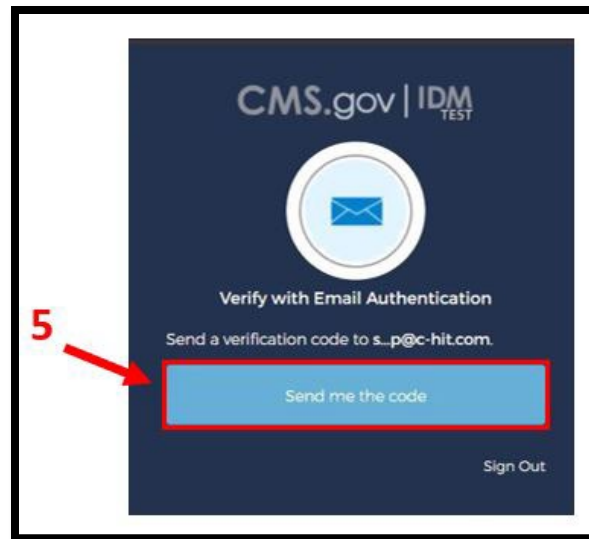 CMS.gov | IDM
TEST
Verify with Email Authentication
5
Send a verification code to s...p@c-hit.com.
Send me the code
Sign Out